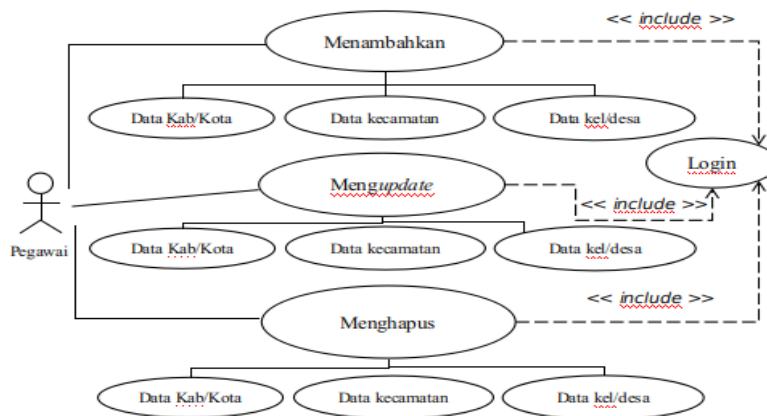 << include >>
Menambahkan
Data Kab/Kota
Data kecamatan
Data kel/desa
Login
Mengupdate
<< include >>
Pegawai
Data Kab/Kota
Data kecamatan
Data kel/desa
<< include >>
Menghapus
Data Kab/Kota
Data kecamatan
Data kel/desa